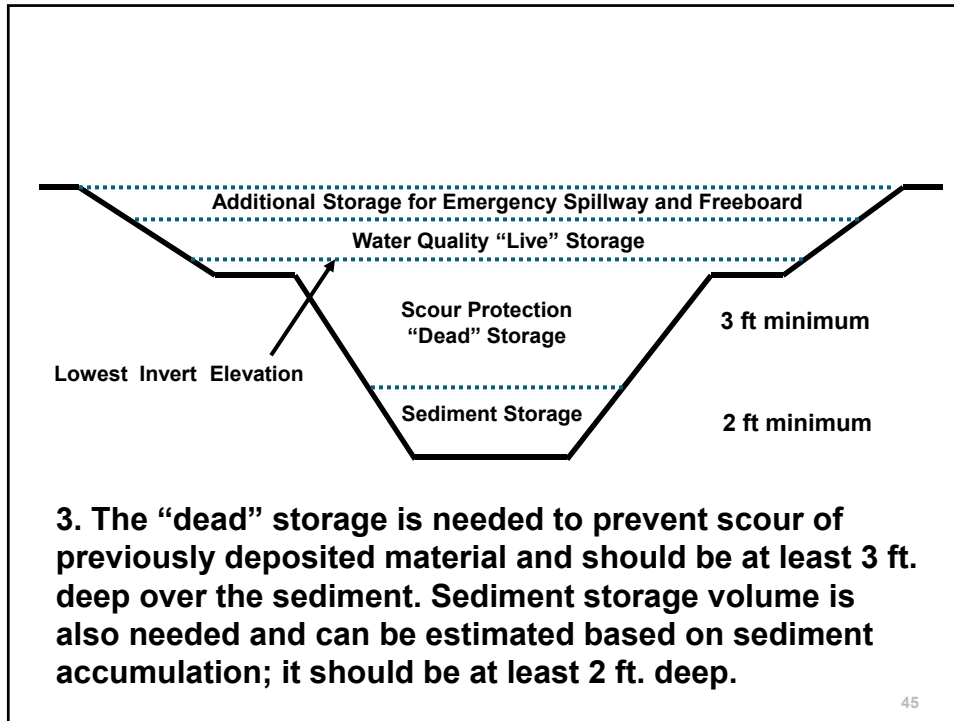 Additional Storage for Emergency Spillway and Freeboard
Water Quality “Live” Storage
Scour Protection
“Dead” Storage
3 ft minimum
Lowest Invert Elevation
Sediment Storage
2 ft minimum
3. The “dead” storage is needed to prevent scour of
previously deposited material and should be at least 3 ft.
deep over the sediment. Sediment storage volume is
also needed and can be estimated based on sediment
accumulation; it should be at least 2 ft. deep.
45